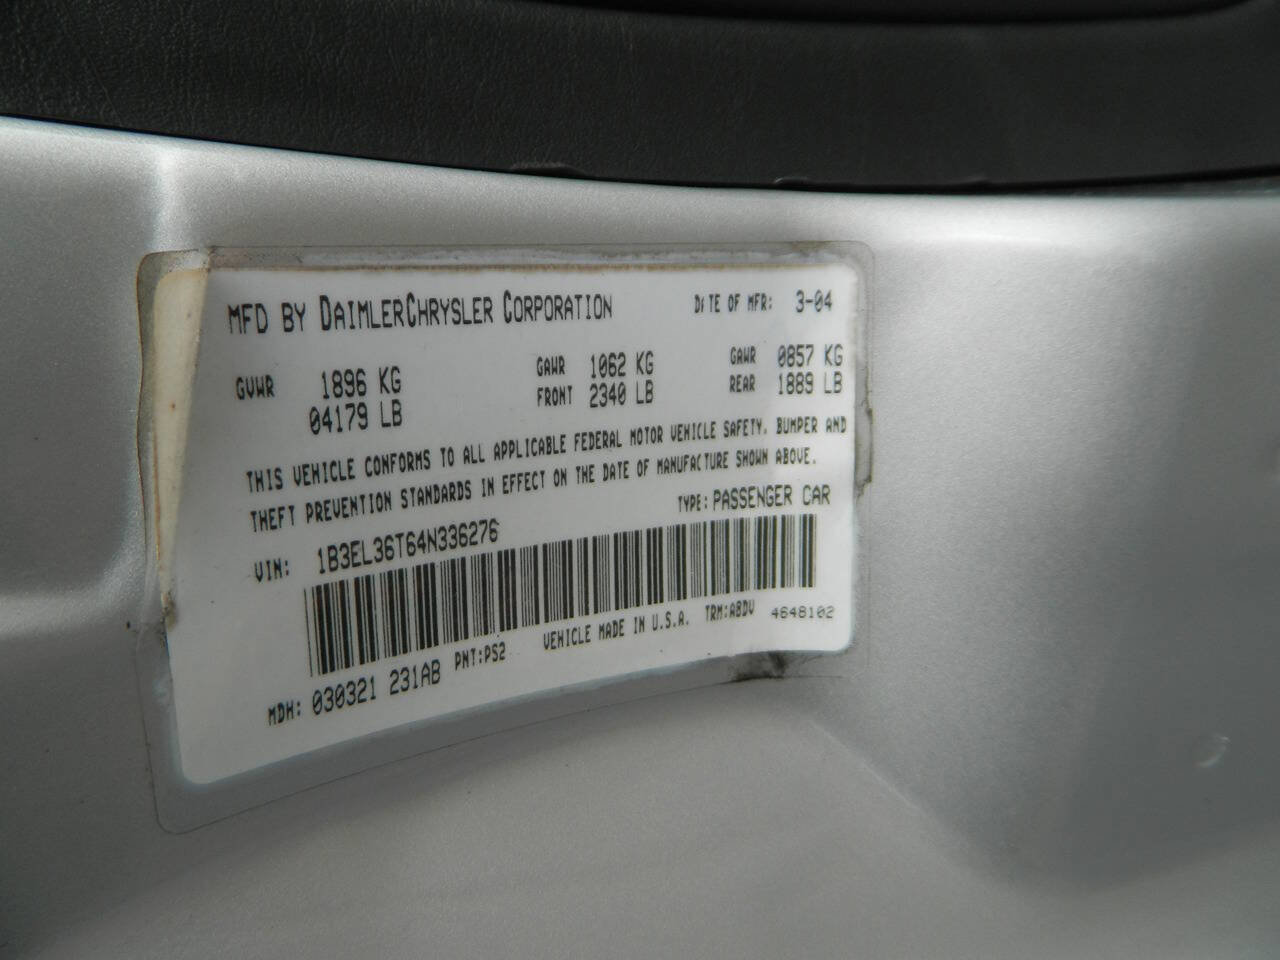 MFD BY DAIMLERCHRYSLER CORPORATION DATE OF MFR: 3-04
GVWR 1896 KG GAWR 1062 KG GAWR 0857 KG
04179 LB FRONT 2340 LB REAR 1889 LB
THIS VEHICLE CONFORMS TO ALL APPLICABLE FEDERAL MOTOR VEHICLE SAFETY, BUMPER AND
THEFT PREVENTION STANDARDS IN EFFECT ON THE DATE OF MANUFACTURE SHOWN ABOVE.
VIN: 1B3EL36T64N336276 TYPE: PASSENGER CAR
MDH: 030321 231AB PNT:PS2 VEHICLE MADE IN U.S.A. TRM:ABDV 4648102